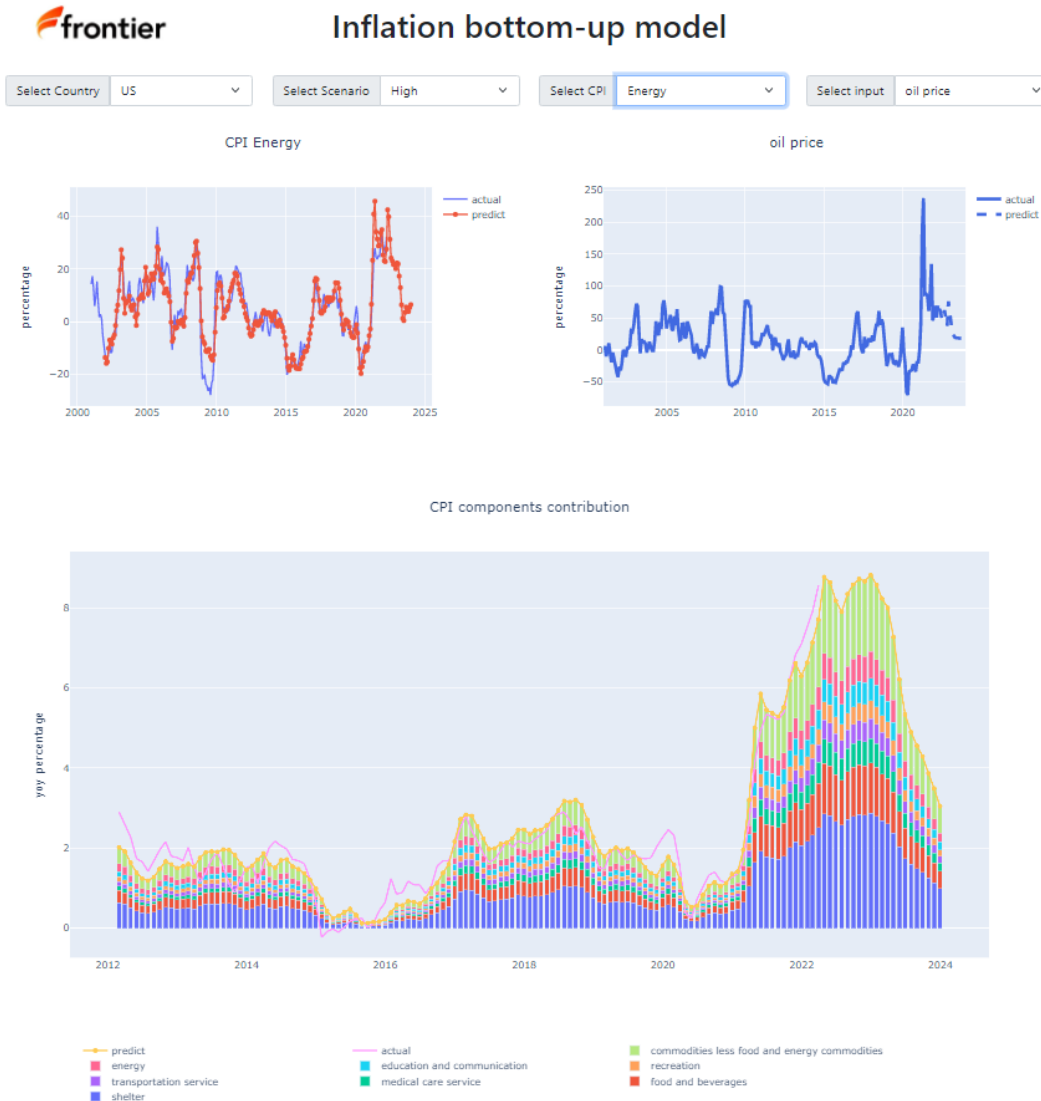 frontier
Inflation bottom-up model
Select Country US
Select Scenario High
Select CPI Energy
Select input oil price
CPI Energy
percentage
40
20
0
−20
2000 2005 2010 2015 2020 2025
actual
predict
oil price
percentage
250
200
150
100
50
0
−50
2005 2010 2015 2020
actual
predict
CPI components contribution
yoy percentage
8
6
4
2
0
2012 2014 2016 2018 2020 2022 2024
predict actual commodities less food and energy commodities
energy education and communication recreation
transportation service medical care service food and beverages
shelter